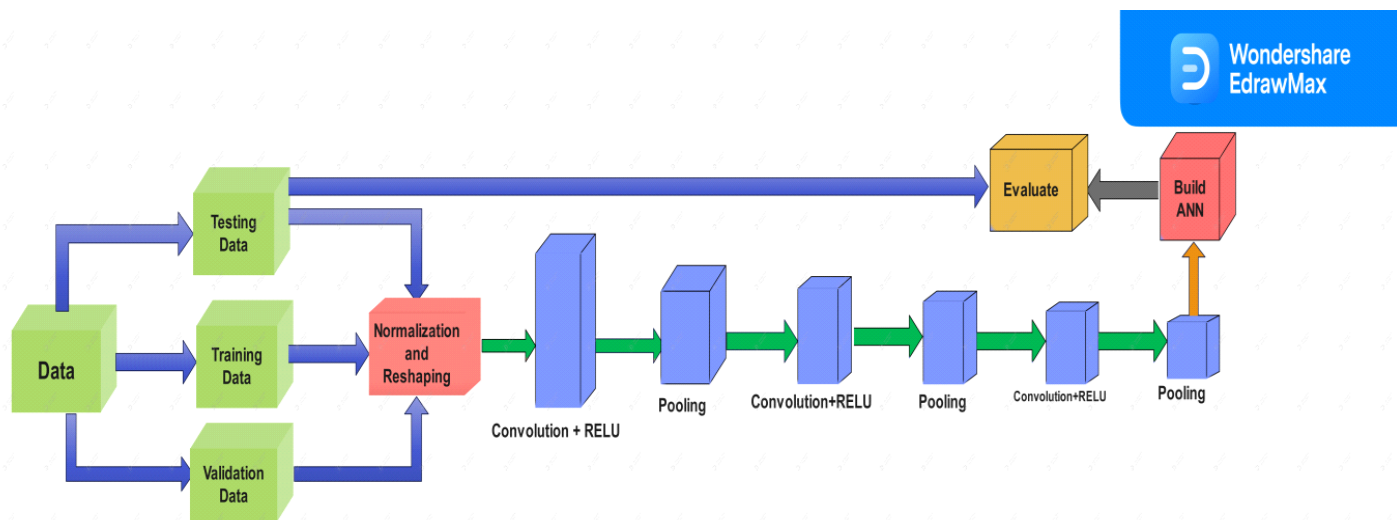 Wondershare
EdrawMax
Testing
Data
Evaluate
Build
ANN
Data
Training
Data
Normalization
and
Reshaping
Validation
Data
Convolution + RELU
Pooling
Convolution+RELU
Pooling
Convolution+RELU
Pooling